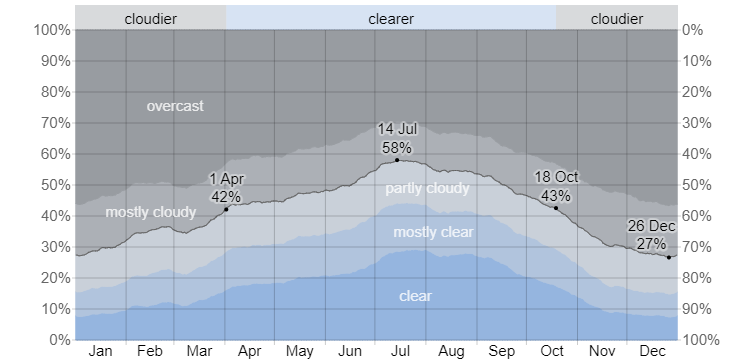 cloudier clearer cloudier
100% 0%
90% 10%
80% 20%
overcast
70% 30%
14 Jul
58%
60% 40%
1 Apr
42%
18 Oct
43%
50% 50%
partly cloudy
mostly cloudy
40% 60%
mostly clear
26 Dec
27%
30% 70%
20% 80%
clear
10% 90%
0% 100%
Jan Feb Mar Apr May Jun Jul Aug Sep Oct Nov Dec